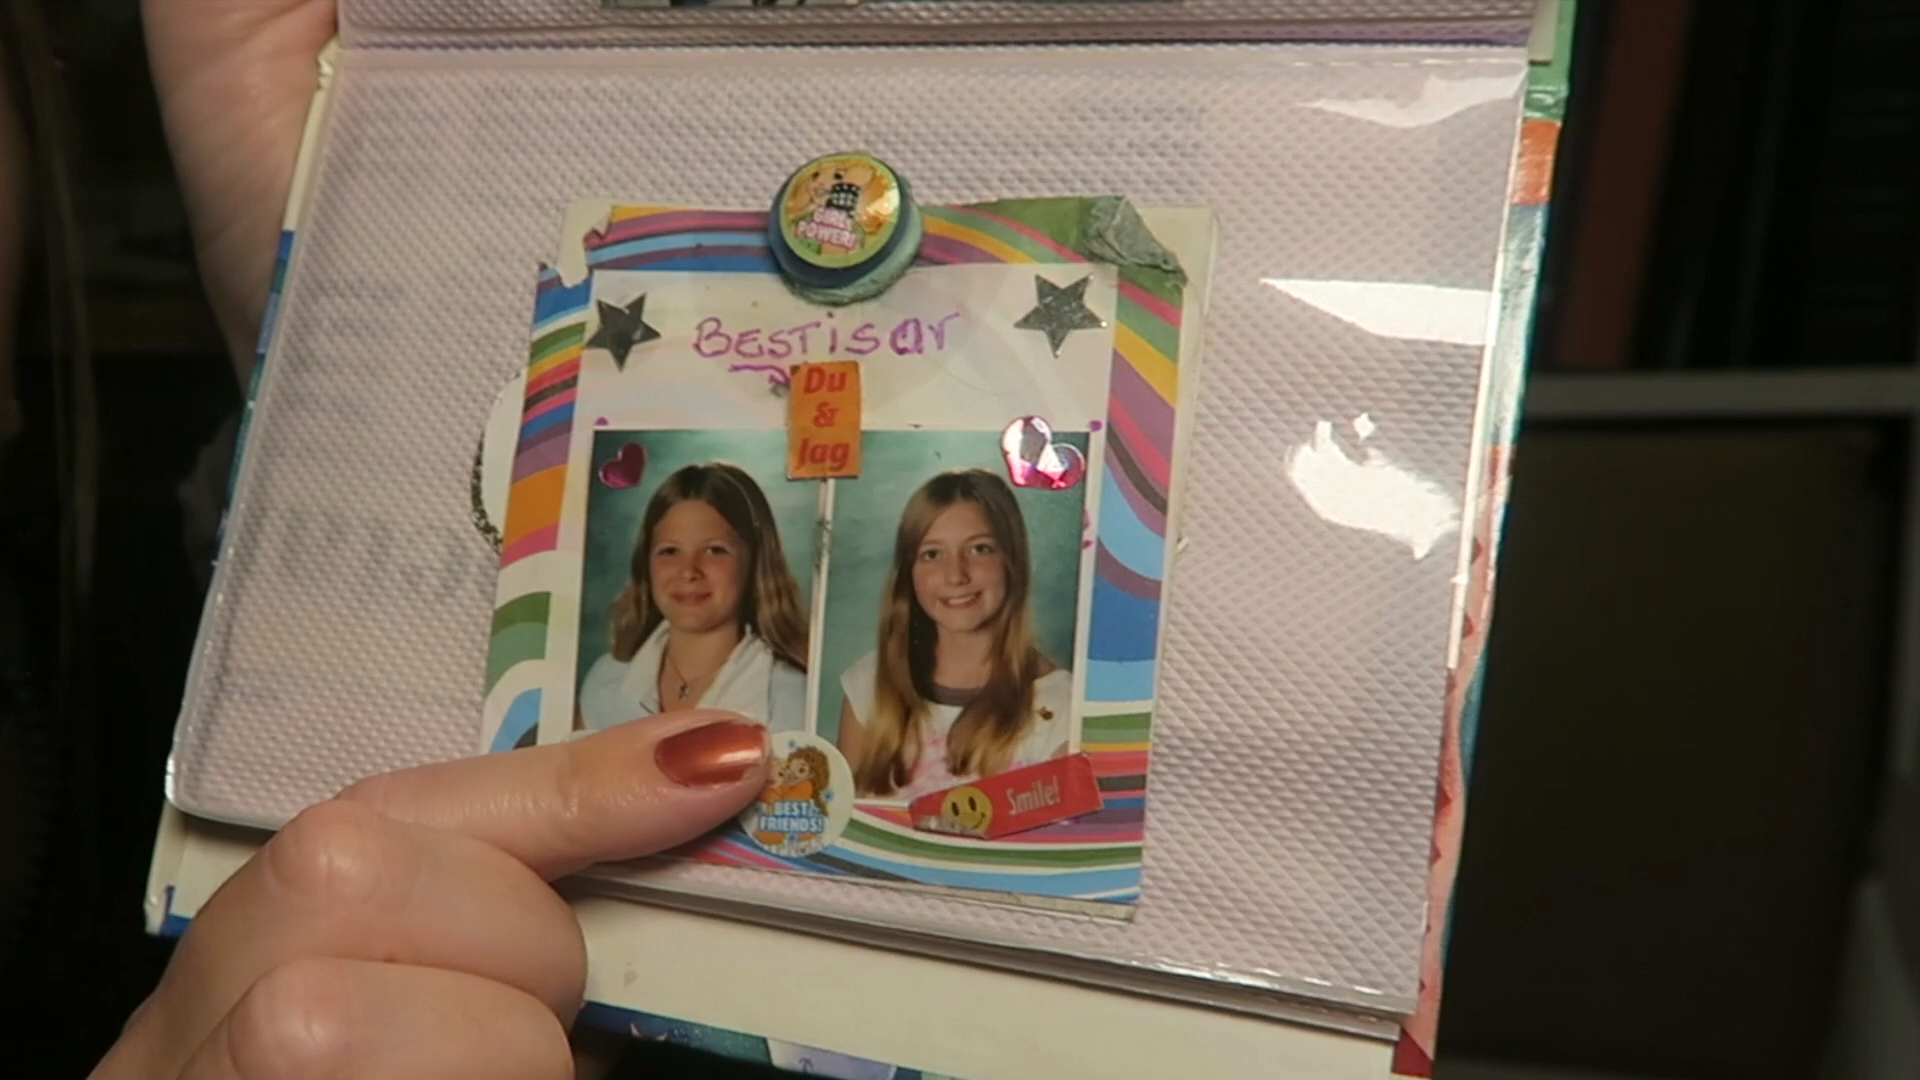 GIRL
POWER!
BESTISAR
Du
&
Jag
BEST
FRIENDS!
Smile!